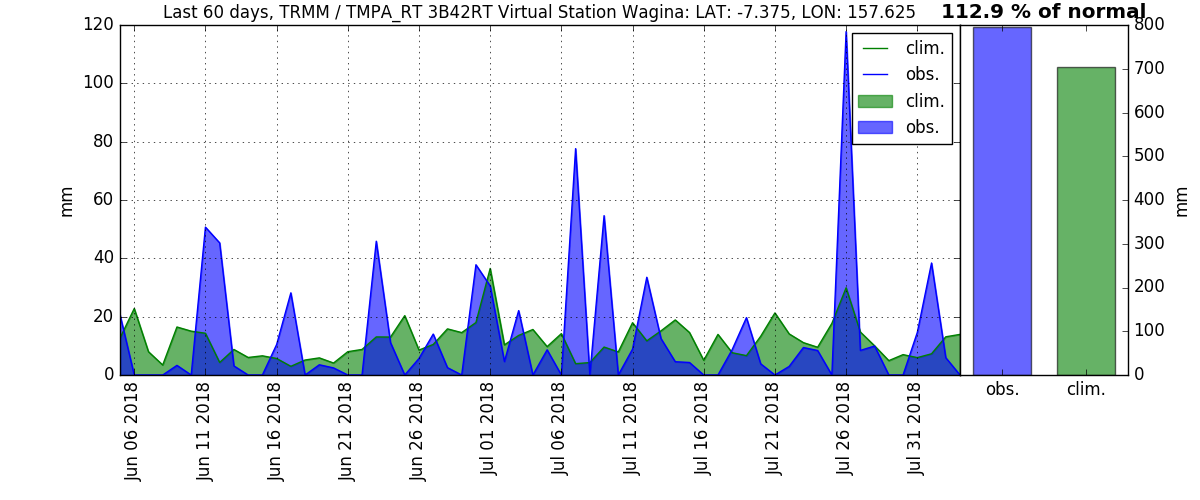 Last 60 days, TRMM / TMPA_RT 3B42RT Virtual Station Wagina: LAT: -7.375, LON: 157.625
112.9 % of normal
120
100
80
60
40
20
0
mm
clim.
obs.
clim.
obs.
800
700
600
500
400
300
200
100
0
mm
Jun 06 2018
Jun 11 2018
Jun 16 2018
Jun 21 2018
Jun 26 2018
Jul 01 2018
Jul 06 2018
Jul 11 2018
Jul 16 2018
Jul 21 2018
Jul 26 2018
Jul 31 2018
obs.
clim.